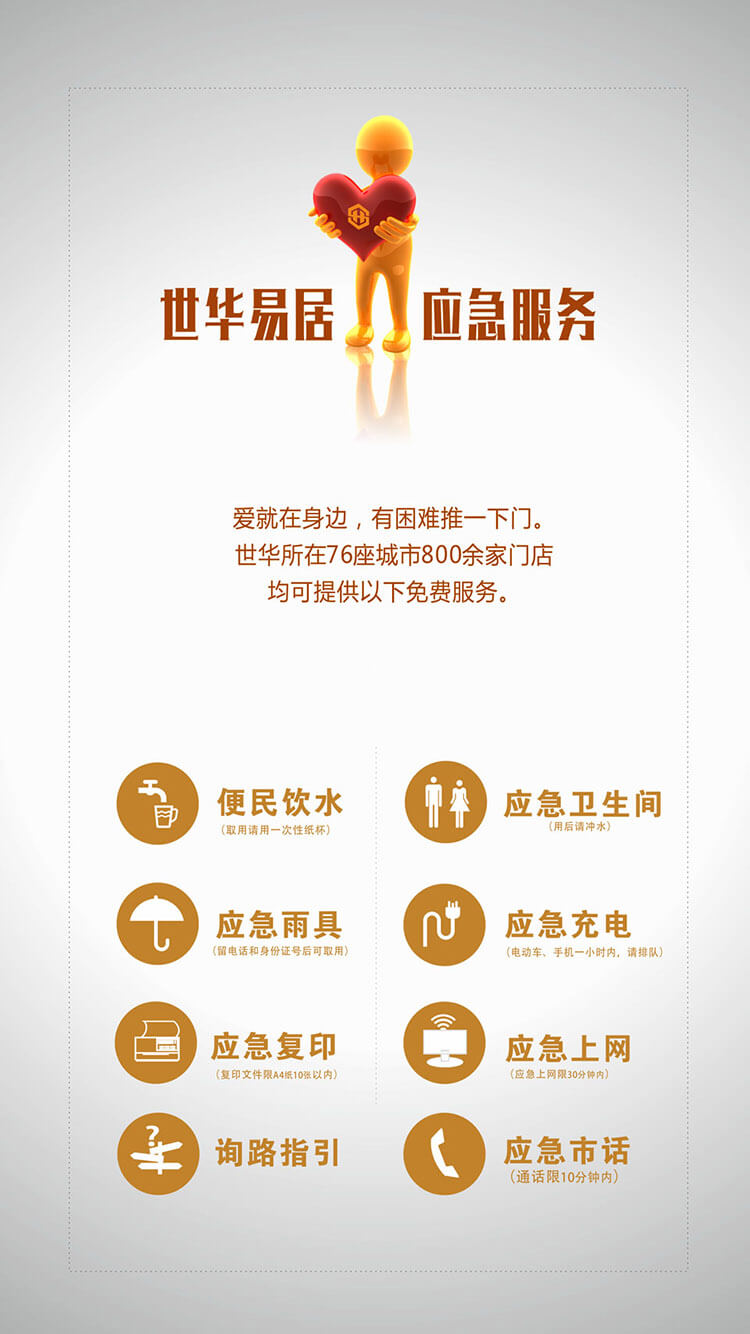 世华易居 应急服务
爱就在身边，有困难推一下门。
世华所在76座城市800余家门店
均可提供以下免费服务。
便民饮水
（取用请用一次性纸杯）
应急卫生间
（用后请冲水）
应急雨具
（留电话和身份证号后可取用）
应急充电
（电动车、手机一小时内，请排队）
应急复印
（复印文件限A4纸10张以内）
应急上网
（应急上网限30分钟内）
询路指引
应急市话
（通话限10分钟内）